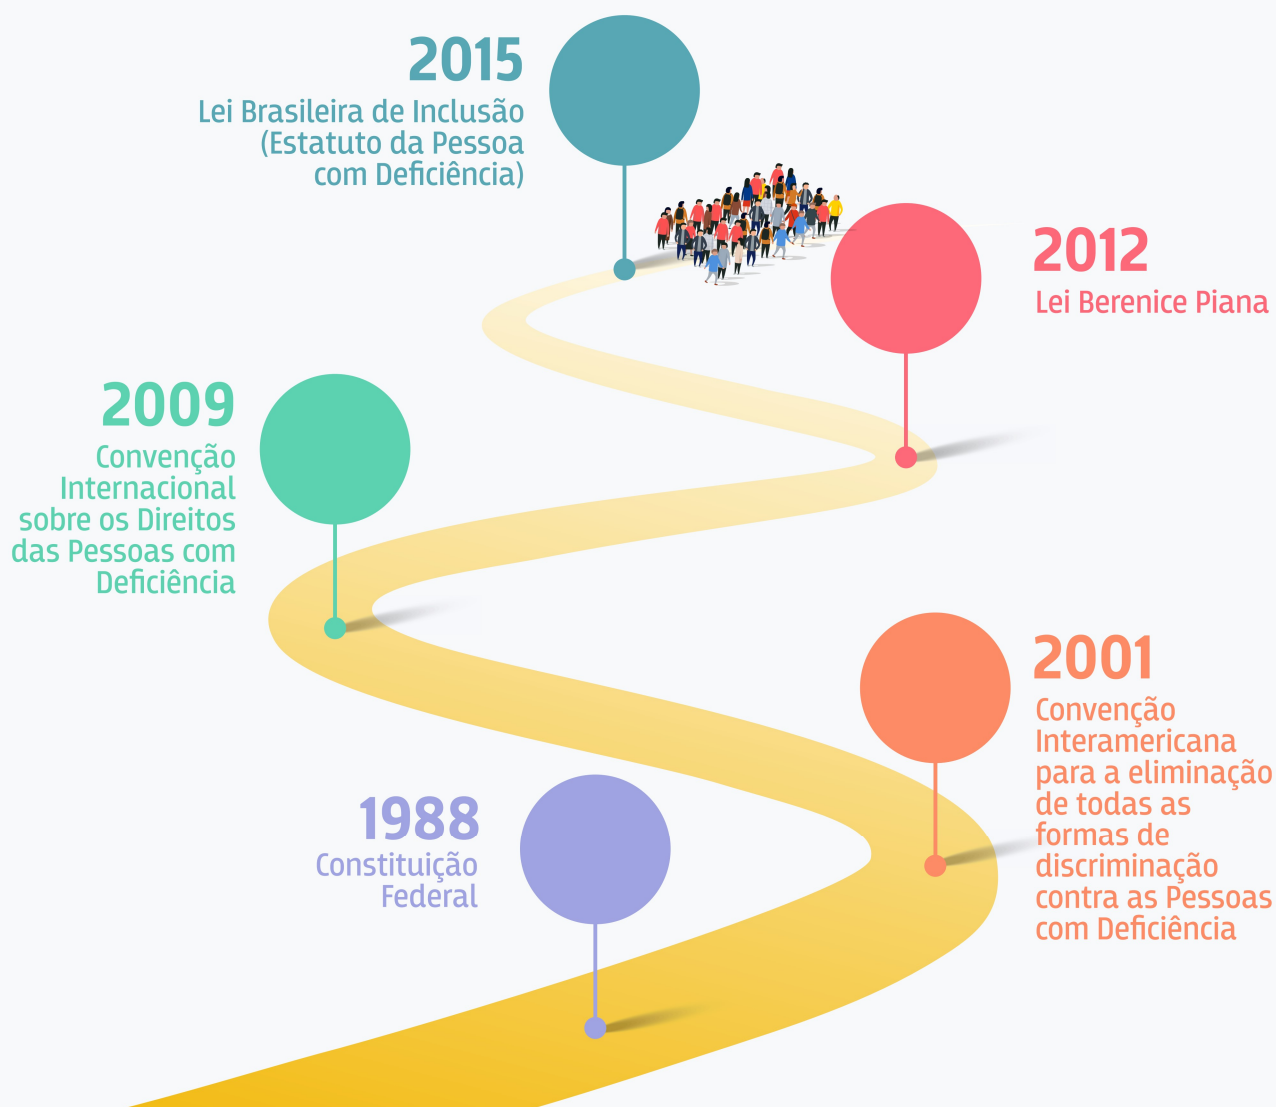 2015
Lei Brasileira de Inclusão
(Estatuto da Pessoa
com Deficiência)
2012
Lei Berenice Piana
2009
Convenção
Internacional
sobre os Direitos
das Pessoas com
Deficiência
2001
Convenção
Interamericana
para a eliminação
de todas as
formas de
discriminação
contra as Pessoas
com Deficiência
1988
Constituição
Federal